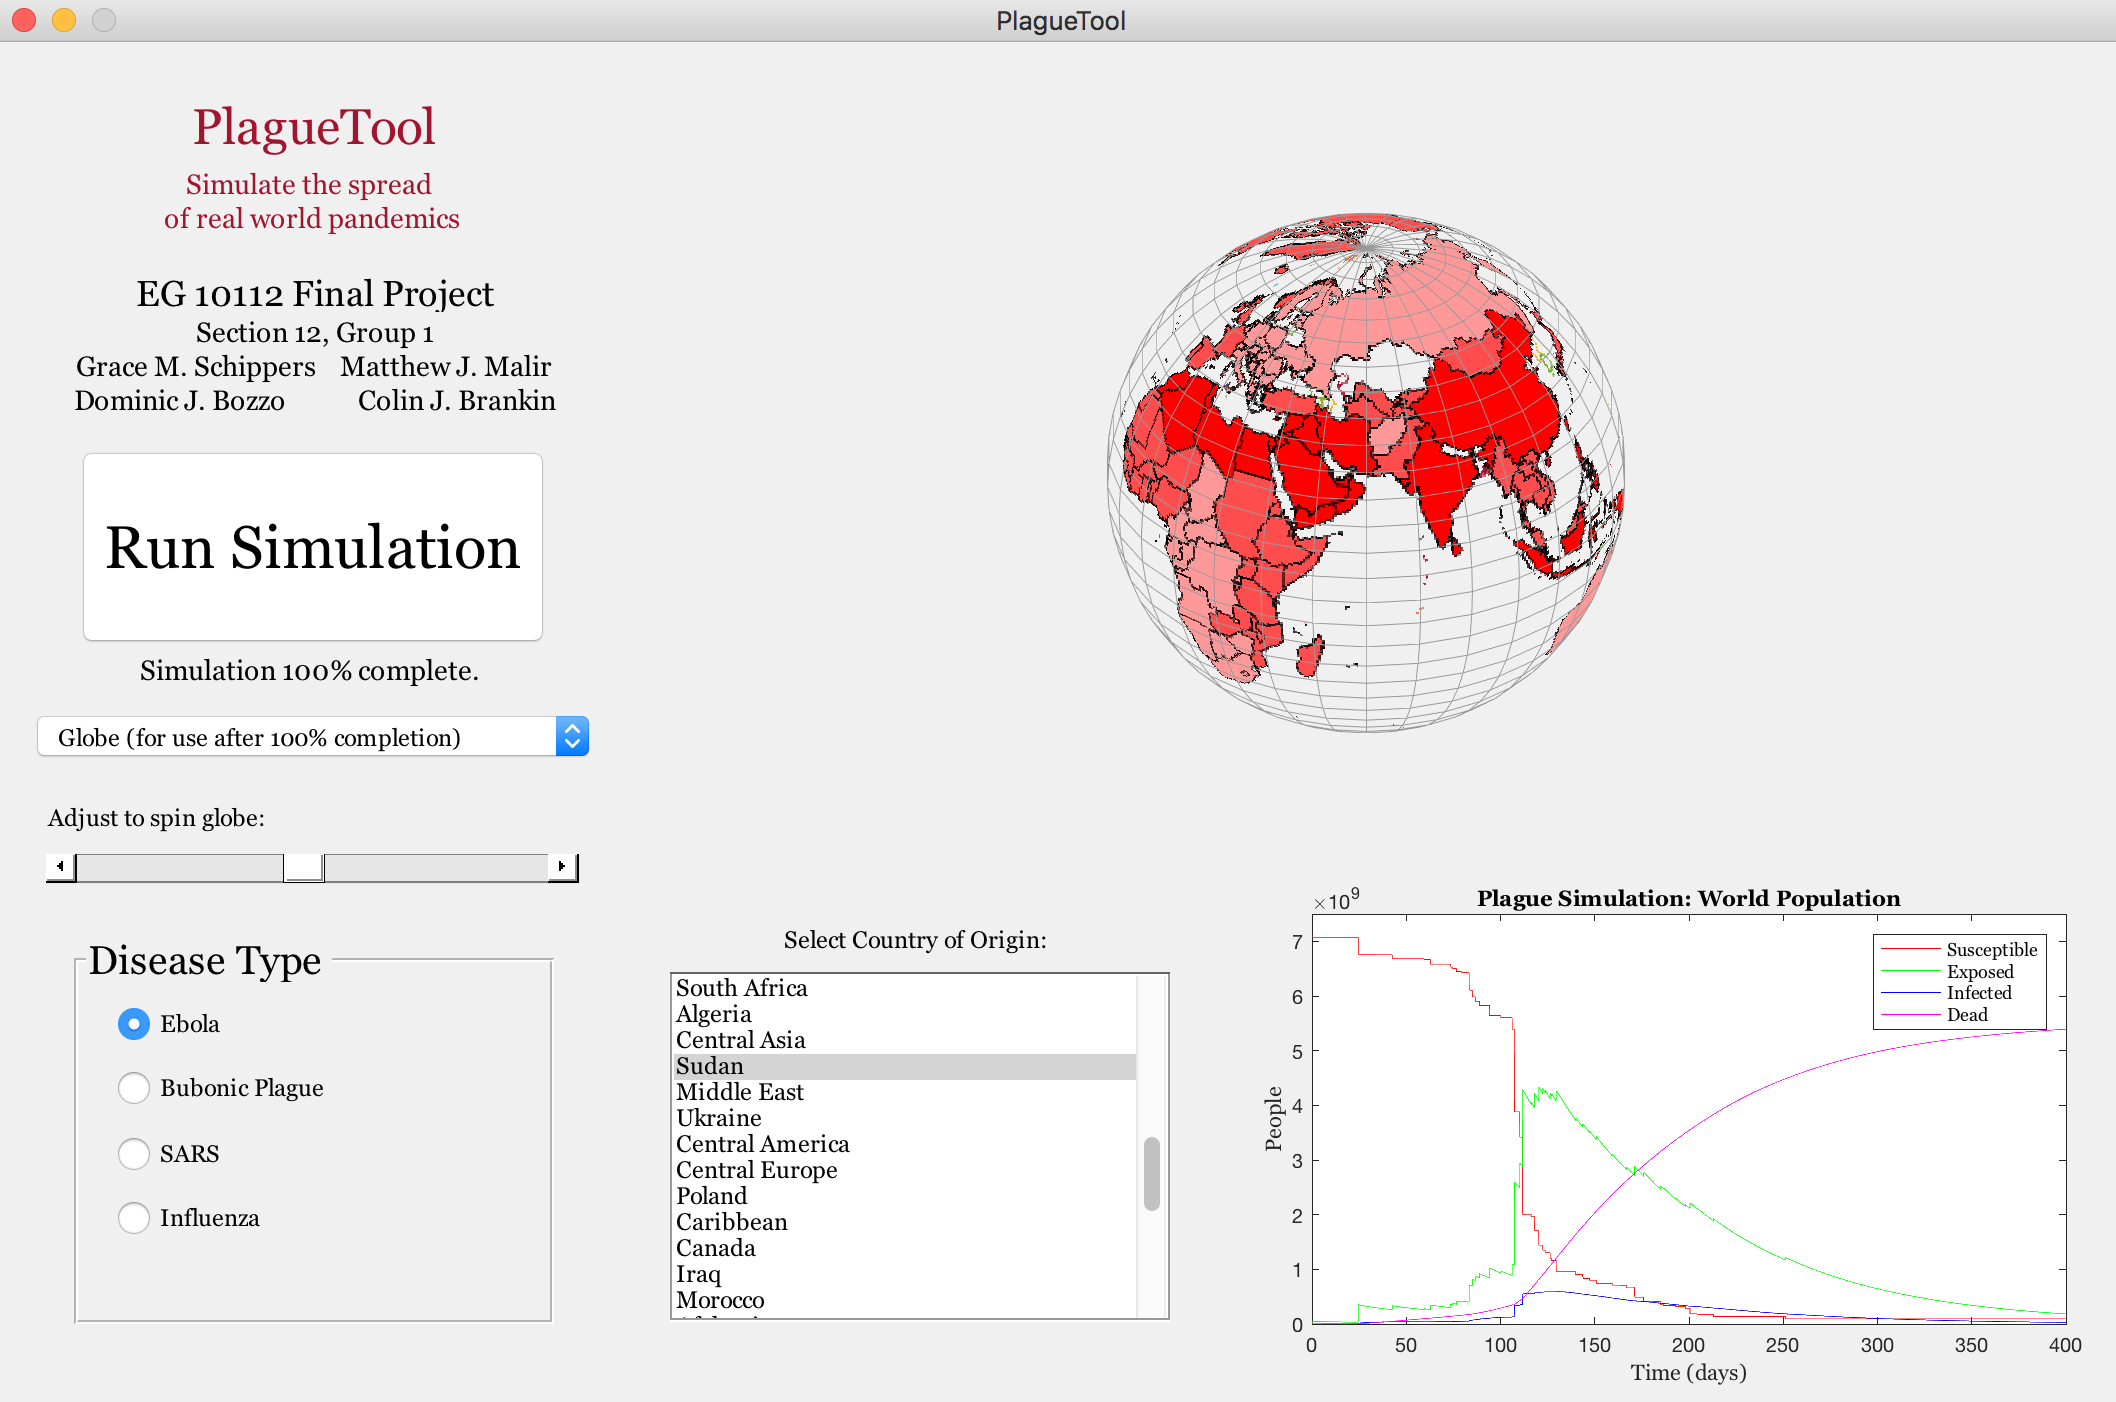 PlagueTool
PlagueTool
Simulate the spread
of real world pandemics
EG 10112 Final Project
Section 12, Group 1
Grace M. Schippers Matthew J. Malir
Dominic J. Bozzo Colin J. Brankin
Run Simulation
Simulation 100% complete.
Globe (for use after 100% completion)
Adjust to spin globe:
Disease Type
Ebola
Bubonic Plague
SARS
Influenza
Select Country of Origin:
South Africa
Algeria
Central Asia
Sudan
Middle East
Ukraine
Central America
Central Europe
Poland
Caribbean
Canada
Iraq
Morocco
×10^9
Plague Simulation: World Population
Susceptible
Exposed
Infected
Dead
People
7
6
5
4
3
2
1
0
0 50 100 150 200 250 300 350 400
Time (days)